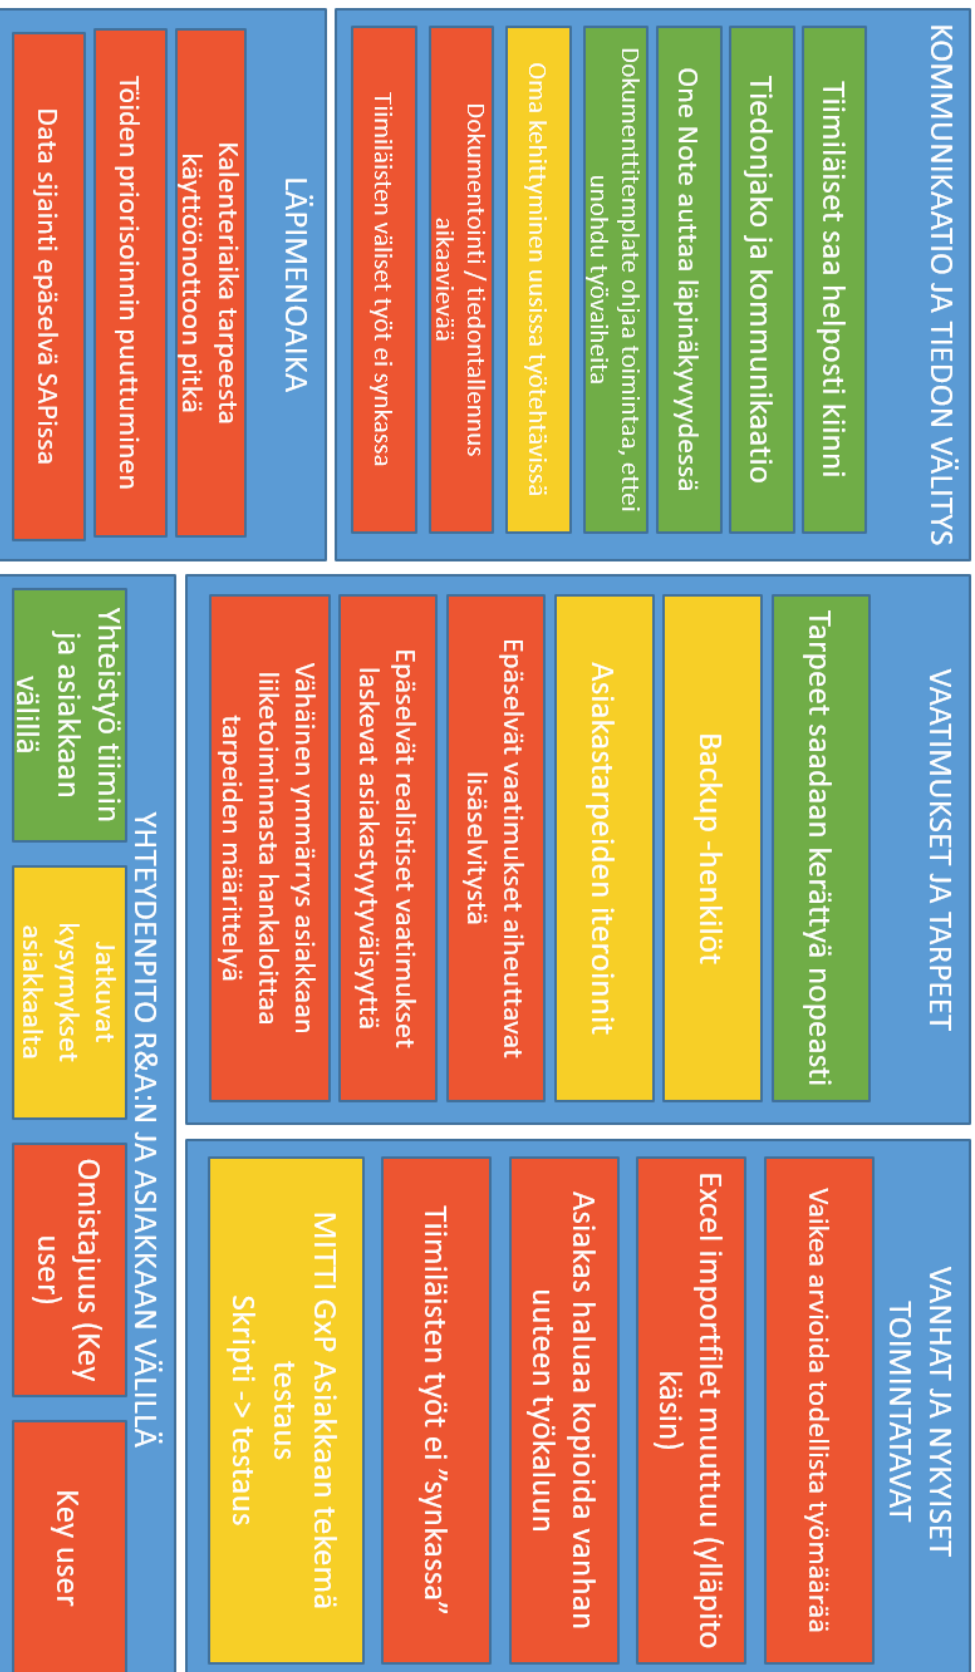 KOMMUNIKAATIO JA TIEDON VÄLITYS
Tiimiläiset saa helposti kiinni
Tiedonjako ja kommunikaatio
One Note auttaa läpinäkyvyydessä
Dokumenttitemplate ohjaa toimintaa, ettei
unohdu työvaiheita
Oma kehittyminen uusissa työtehtävissä
Dokumentointi / tiedontallennus
aikaavievää
Tiimiläisten väliset työt ei synkassa
LÄPIMENOAIKA
Kalenteriaika tarpeesta
käyttöönottoon pitkä
Töiden priorisoinnin puuttuminen
Data sijainti epäselvä SAPissa
VAATIMUKSET JA TARPEET
Tarpeet saadaan kerättyä nopeasti
Backup -henkilöt
Asiakastarpeiden iteroinnit
Epäselvät vaatimukset aiheuttavat
lisäselvitystä
Epäselvät realistiset vaatimukset
laskevat asiakastyytyväisyyttä
Vähäinen ymmärrys asiakkaan
liiketoiminnasta hankaloittaa
tarpeiden määrittelyä
VANHAT JA NYKYISET
TOIMINTATAVAT
Vaikea arvioida todellista työmäärää
Excel importfilet muuttuu (ylläpito
käsin)
Asiakas haluaa kopioida vanhan
uuteen työkaluun
Tiimiläisten työt ei ”synkassa”
MITTI GxP Asiakkaan tekemä
testaus
Skripti -> testaus
YHTEYDENPITO R&A:N JA ASIAKKAAN VÄLILLÄ
Yhteistyö tiimin
ja asiakkaan
välillä
Jatkuvat
kysymykset
asiakkaalta
Omistajuus (Key
user)
Key user